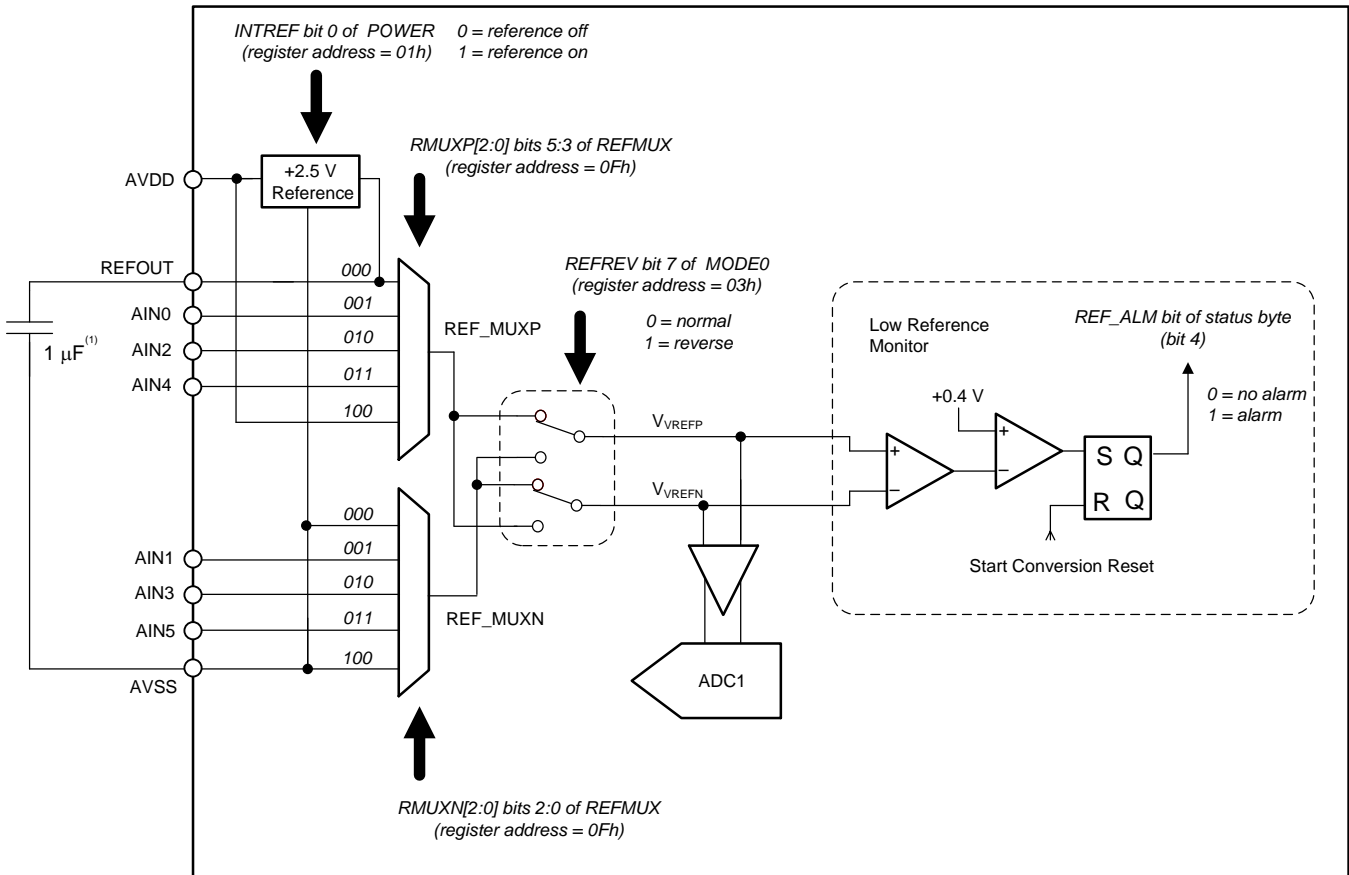 INTREF bit 0 of POWER
(register address = 01h)
0 = reference off
1 = reference on
RMUXP[2:0] bits 5:3 of REFMUX
(register address = 0Fh)
AVDD
+2.5 V
Reference
REFOUT
000
AIN0
001
AIN2
010
AIN4
011
100
REF_MUXP
1 μF(1)
REFREV bit 7 of MODE0
(register address = 03h)
0 = normal
1 = reverse
VVREFP
VVREFN
Low Reference
Monitor
REF_ALM bit of status byte
(bit 4)
0 = no alarm
1 = alarm
+0.4 V
+
−
+
−
S Q
R Q
Start Conversion Reset
000
AIN1
001
AIN3
010
AIN5
011
100
AVSS
REF_MUXN
ADC1
RMUXN[2:0] bits 2:0 of REFMUX
(register address = 0Fh)